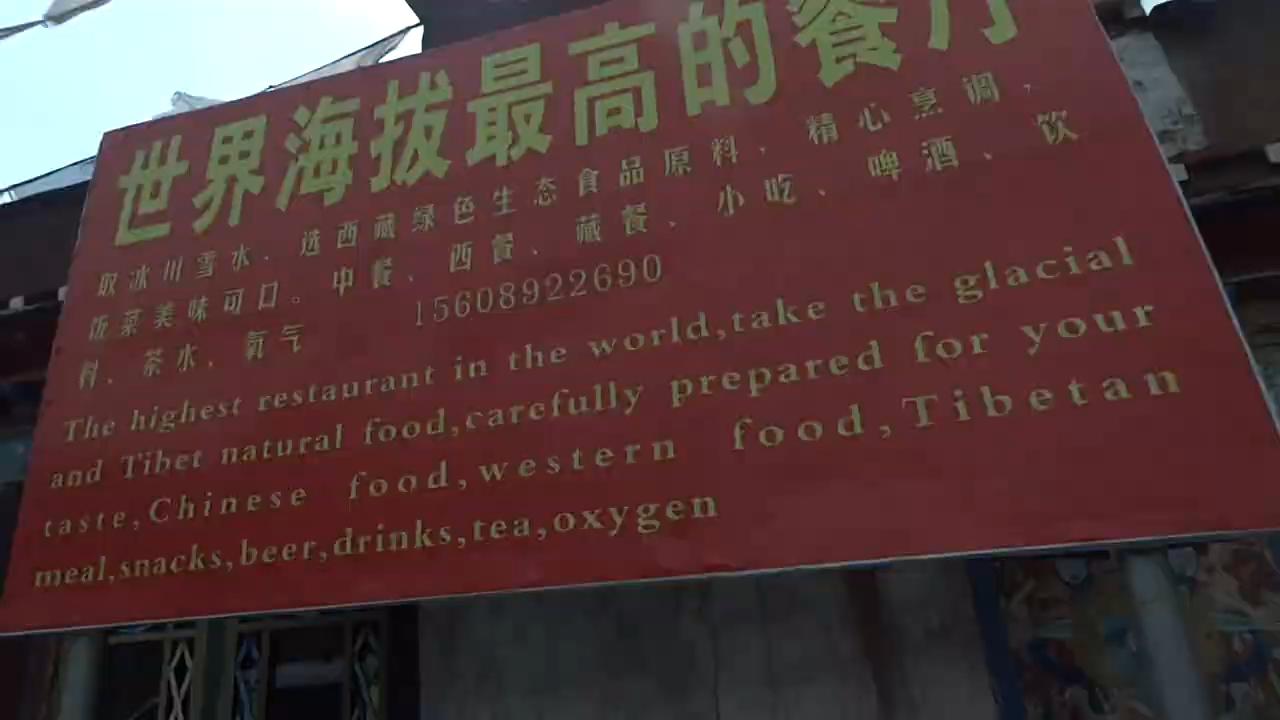 世界海拔最高的餐厅
取冰川雪水、选西藏绿色生态食品原料、精心烹调,
饭菜美味可口。中餐、西餐、藏餐、小吃、啤酒、饮
料、茶水、氧气 15608922690
The highest restaurant in the world,take the glacial
and Tibet natural food,carefully prepared for your
taste,Chinese food,western food,Tibetan
meal,snacks,beer,drinks,tea,oxygen